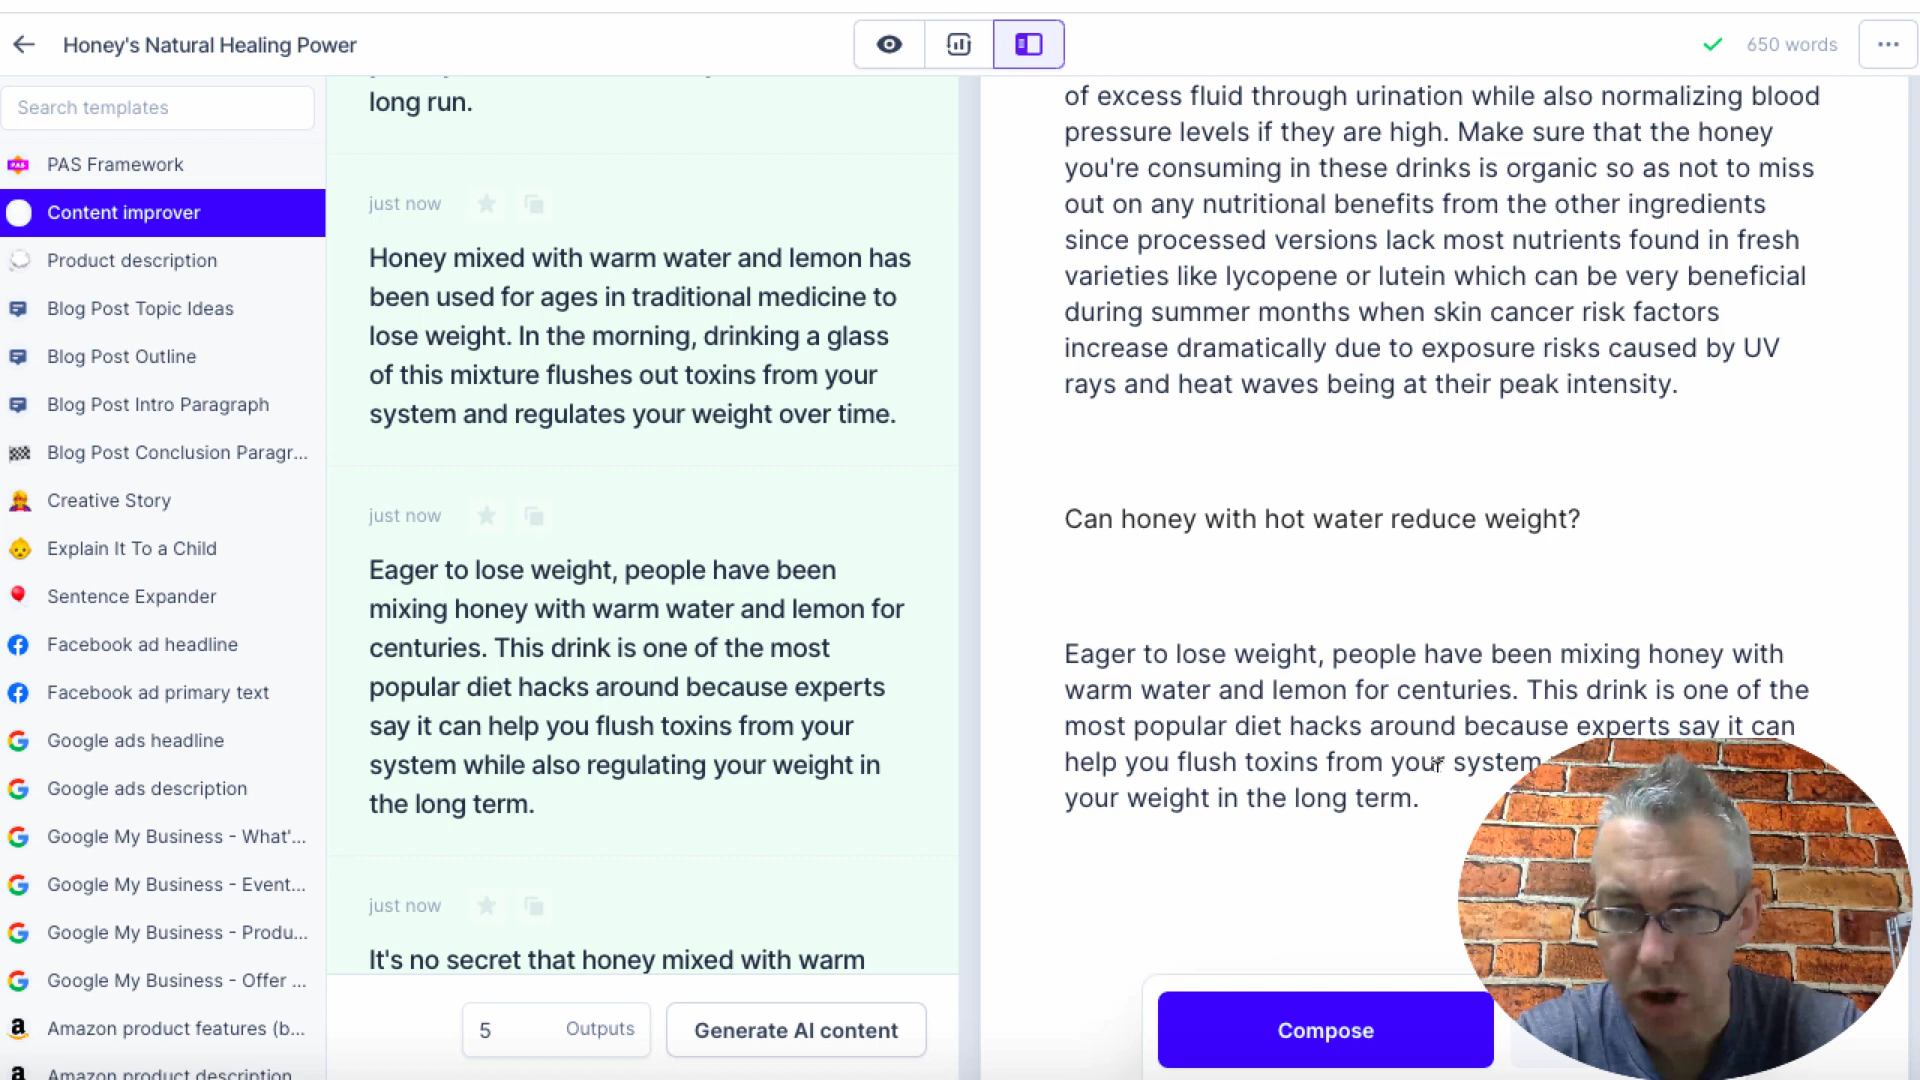 Honey's Natural Healing Power
650 words
Search templates
PAS Framework
Content improver
Product description
Blog Post Topic Ideas
Blog Post Outline
Blog Post Intro Paragraph
Blog Post Conclusion Paragr...
Creative Story
Explain It To a Child
Sentence Expander
Facebook ad headline
Facebook ad primary text
Google ads headline
Google ads description
Google My Business - What'...
Google My Business - Event...
Google My Business - Produ...
Google My Business - Offer ...
Amazon product features (b...
Amazon product description
long run.
just now
Honey mixed with warm water and lemon has
been used for ages in traditional medicine to
lose weight. In the morning, drinking a glass
of this mixture flushes out toxins from your
system and regulates your weight over time.
just now
Eager to lose weight, people have been
mixing honey with warm water and lemon for
centuries. This drink is one of the most
popular diet hacks around because experts
say it can help you flush toxins from your
system while also regulating your weight in
the long term.
just now
It's no secret that honey mixed with warm
5 Outputs
Generate AI content
of excess fluid through urination while also normalizing blood
pressure levels if they are high. Make sure that the honey
you're consuming in these drinks is organic so as not to miss
out on any nutritional benefits from the other ingredients
since processed versions lack most nutrients found in fresh
varieties like lycopene or lutein which can be very beneficial
during summer months when skin cancer risk factors
increase dramatically due to exposure risks caused by UV
rays and heat waves being at their peak intensity.
Can honey with hot water reduce weight?
Eager to lose weight, people have been mixing honey with
warm water and lemon for centuries. This drink is one of the
most popular diet hacks around because experts say it can
help you flush toxins from your system
your weight in the long term.
Compose